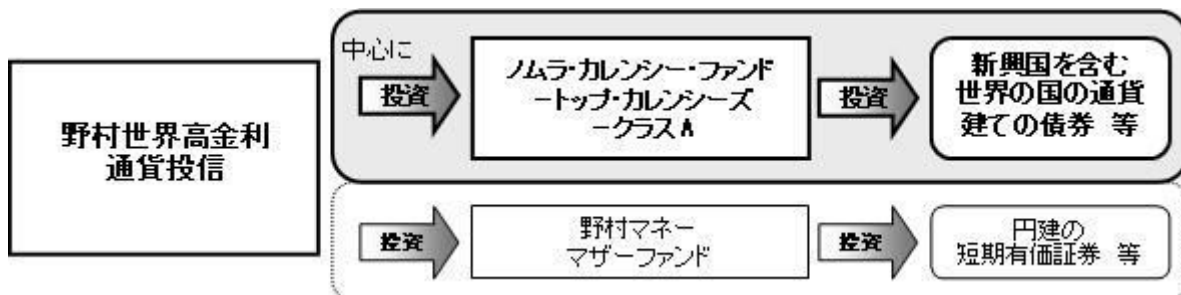 野村世界高金利
通貨投信
中心に
投資
ノムラ・カレンシー・ファンド
－トップ・カレンシーズ
－クラスA
投資
新興国を含む
世界の国の通貨
建ての債券 等
投資
野村マネー
マザーファンド
投資
円建の
短期有価証券 等